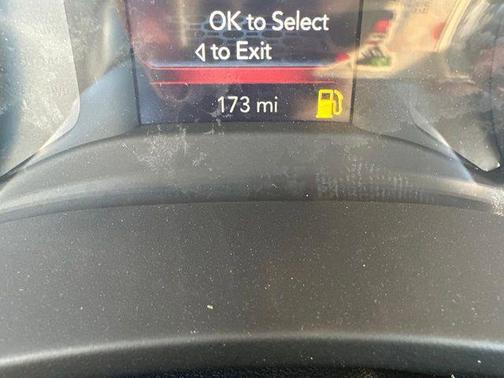 OK to Select
◃ to Exit
173 mi